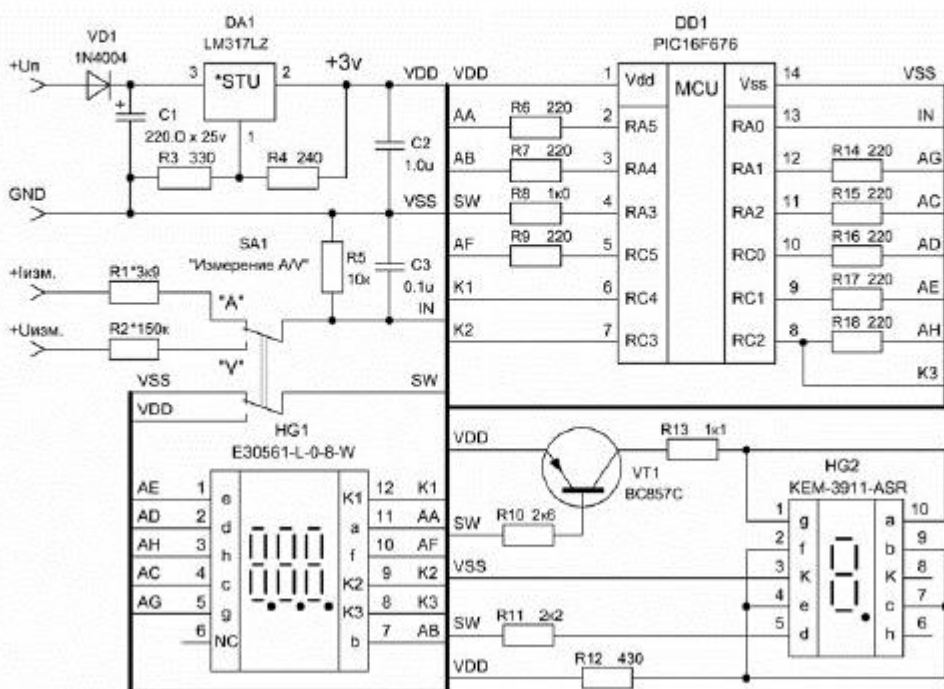 VD1
1N4004
+Uп
DA1
LM317LZ
3 *STU 2
1
+3v
VDD
C1
220.0 x 25v
R3 330
R4 240
C2
1.0u
GND
VSS
SA1
"Измерение A/V"
R5
10к
C3
0.1u
+Iизм.
R1*3к9
"A"
IN
+Uизм.
R2*150к
"V"
VSS
SW
VDD
DD1
PIC16F676
MCU
VDD 1 Vdd
AA R6 220 2 RA5
AB R7 220 3 RA4
SW R8 1к0 4 RA3
AF R9 220 5 RC5
K1 6 RC4
K2 7 RC3
Vss 14 VSS
RA0 13 IN
RA1 12 R14 220 AG
RA2 11 R15 220 AC
RC0 10 R16 220 AD
RC1 9 R17 220 AE
RC2 8 R18 220 AH
K3
HG1
E30561-L-0-8-W
AE 1 e
AD 2 d
AH 3 h
AC 4 c
AG 5 g
6 NC
K1 12 K1
a 11 AA
f 10 AF
K2 9 K2
K3 8 K3
b 7 AB
VDD
R13 1к1
VT1
BC857C
SW R10 2к6
VSS
SW R11 2к2
VDD R12 430
HG2
KEM-3911-ASR
1 g a 10
2 f b 9
3 K K 8
4 e c 7
5 d h 6